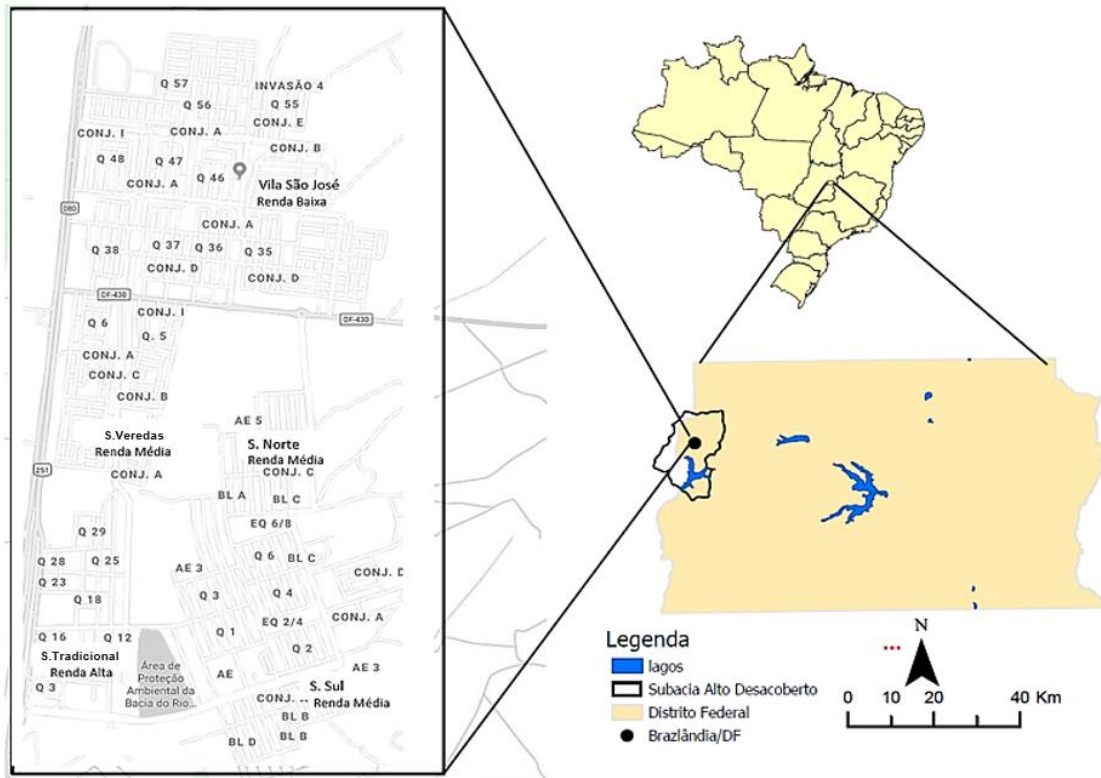 Q 57
INVASÃO 4
Q 56
Q 55
CONJ. E
CONJ. I
CONJ. A
CONJ. B
Q 48
Q 47
CONJ. A
Q 46
Vila São José
Renda Baixa
080
CONJ. A
Q 38
Q 37
Q 36
Q 35
CONJ. D
CONJ. D
DF-430
CONJ. I
DF-430
Q 6
Q. 5
CONJ. A
CONJ. C
CONJ. B
AE 5
S.Veredas
Renda Média
S. Norte
Renda Média
251
CONJ. A
CONJ. C
BL A
BL C
EQ 6/8
Q 29
Q 28
Q 25
Q 6
BL C
Q 23
AE 3
CONJ. D
Q 18
Q 3
Q 4
CONJ. A
Q 16
Q 12
Q 1
EQ 2/4
Q 2
S.Tradicional
Renda Alta
Área de
Proteção
Ambiental da
Bacia do Rio...
AE
AE 3
Q 3
S. Sul
CONJ. ..
Renda Média
BL B
BL D
BL B
Legenda
lagos
Subacia Alto Desacoberto
Distrito Federal
Brazlândia/DF
N
0 10 20 40 Km